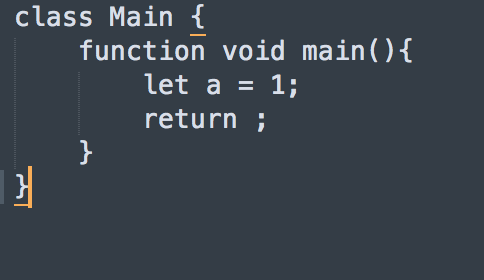 class Main {
    function void main(){
        let a = 1;
        return ;
    }
}